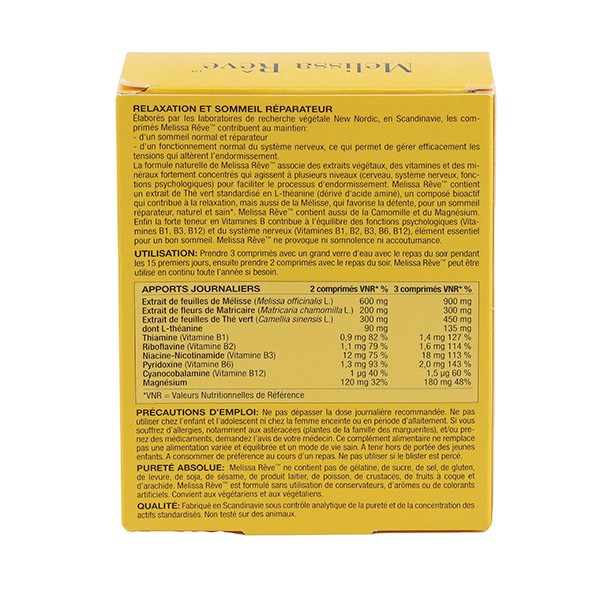 Melissa Rêve™
RELAXATION ET SOMMEIL RÉPARATEUR
Élaborés par les laboratoires de recherche végétale New Nordic, en Scandinavie, les com-
primés Melissa Rêve™ contribuent au maintien:
- d'un sommeil normal et réparateur
- d'un fonctionnement normal du système nerveux, ce qui permet de gérer efficacement les
tensions qui altèrent l'endormissement.
La formule naturelle de Melissa Rêve™ associe des extraits végétaux, des vitamines et des mi-
néraux fortement concentrés qui agissent à plusieurs niveaux (cerveau, système nerveux, fonc-
tions psychologiques) pour faciliter le processus d'endormissement. Melissa Rêve™ contient
un extrait de Thé vert standardisé en L-théanine (dérivé d'acide aminé), un composé bioactif
qui contribue à la relaxation, mais aussi de la Mélisse, qui favorise la détente, pour un sommeil
réparateur, naturel et sain*. Melissa Rêve™ contient aussi de la Camomille et du Magnésium.
Enfin la forte teneur en Vitamines B contribue à l'équilibre des fonctions psychologiques (Vita-
mines B1, B3, B12) et du système nerveux (Vitamines B1, B2, B3, B6, B12), élément essentiel
pour un bon sommeil. Melissa Rêve™ ne provoque ni somnolence ni accoutumance.
UTILISATION: Prendre 3 comprimés avec un grand verre d'eau avec le repas du soir pendant
les 15 premiers jours, ensuite prendre 2 comprimés avec le repas du soir. Melissa Rêve™ peut être
utilisé en continu toute l'année si besoin.
APPORTS JOURNALIERS 2 comprimés VNR* % 3 comprimés VNR* %
Extrait de feuilles de Mélisse (Melissa officinalis L.) 600 mg 900 mg
Extrait de fleurs de Matricaire (Matricaria chamomilla L.) 200 mg 300 mg
Extrait de feuilles de Thé vert (Camellia sinensis L.) 300 mg 450 mg
dont L-théanine 90 mg 135 mg
Thiamine (Vitamine B1) 0,9 mg 82 % 1,4 mg 127 %
Riboflavine (Vitamine B2) 1,1 mg 79 % 1,6 mg 114 %
Niacine-Nicotinamide (Vitamine B3) 12 mg 75 % 18 mg 113 %
Pyridoxine (Vitamine B6) 1,3 mg 93 % 2,0 mg 143 %
Cyanocobalamine (Vitamine B12) 1 µg 40 % 1,5 µg 60 %
Magnésium 120 mg 32% 180 mg 48%
*VNR = Valeurs Nutritionnelles de Référence
PRÉCAUTIONS D'EMPLOI: Ne pas dépasser la dose journalière recommandée. Ne pas
utiliser chez l'enfant et l'adolescent ni chez la femme enceinte ou en période d'allaitement. Si vous
souffrez d'allergies, notamment aux astéracées (plantes de la famille des marguerites), et/ou pre-
nez des médicaments, demandez l'avis de votre médecin. Ce complément alimentaire ne remplace
pas une alimentation variée et équilibrée et un mode de vie sain. A tenir hors de portée des jeunes
enfants. A consommer de préférence au cours d'un repas. Ne pas utiliser si le blister est percé.
PURETÉ ABSOLUE: Melissa Rêve™ ne contient pas de gélatine, de sucre, de sel, de gluten,
de levure, de soja, de sésame, de produit laitier, de poisson, de crustacés, de fruits à coque et
d'arachide. Melissa Rêve™ est formulé sans utilisation de conservateurs, d'arômes ou de colorants
artificiels. Convient aux végétariens et aux végétaliens.
QUALITÉ: Fabriqué en Scandinavie sous contrôle analytique de la pureté et de la concentration des
actifs standardisés. Non testé sur des animaux.